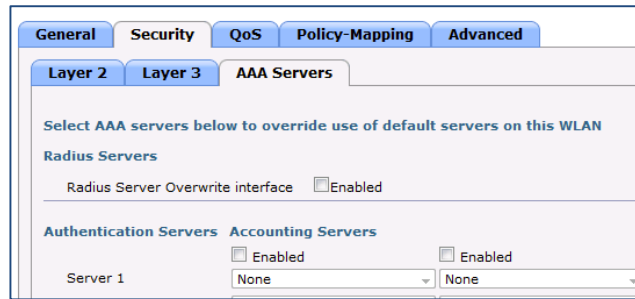 General Security QoS Policy-Mapping Advanced
Layer 2 Layer 3 AAA Servers
Select AAA servers below to override use of default servers on this WLAN
Radius Servers
Radius Server Overwrite interface Enabled
Authentication Servers Accounting Servers
Enabled Enabled
Server 1 None None